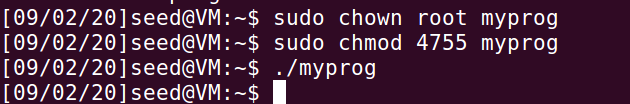 [09/02/20]seed@VM:~$ sudo chown root myprog
[09/02/20]seed@VM:~$ sudo chmod 4755 myprog
[09/02/20]seed@VM:~$ ./myprog
[09/02/20]seed@VM:~$